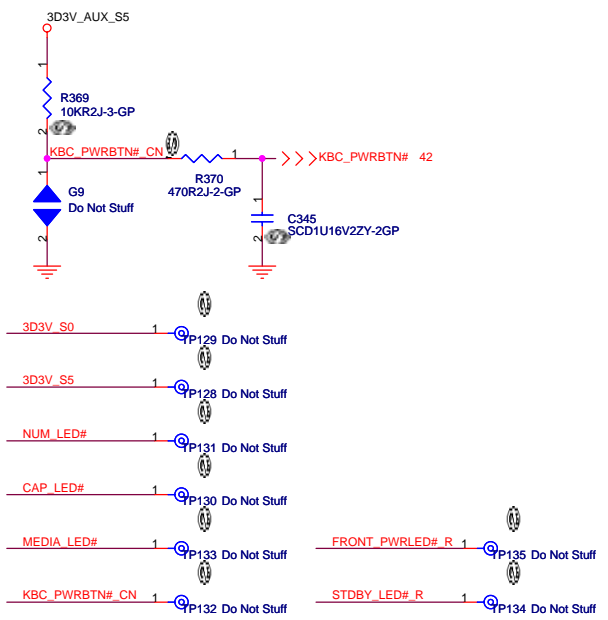 3D3V_AUX_S5
1
R369
10KR2J-3-GP
2
KBC_PWRBTN#_CN
1
KBC_PWRBTN# 42
1
R370
470R2J-2-GP
G9
Do Not Stuff
1
C345
SCD1U16V2ZY-2GP
2
2
3D3V_S0
1
TP129 Do Not Stuff
3D3V_S5
1
TP128 Do Not Stuff
NUM_LED#
1
TP131 Do Not Stuff
CAP_LED#
1
TP130 Do Not Stuff
MEDIA_LED#
1
TP133 Do Not Stuff
FRONT_PWRLED#_R
1
TP135 Do Not Stuff
KBC_PWRBTN#_CN
1
TP132 Do Not Stuff
STDBY_LED#_R
1
TP134 Do Not Stuff